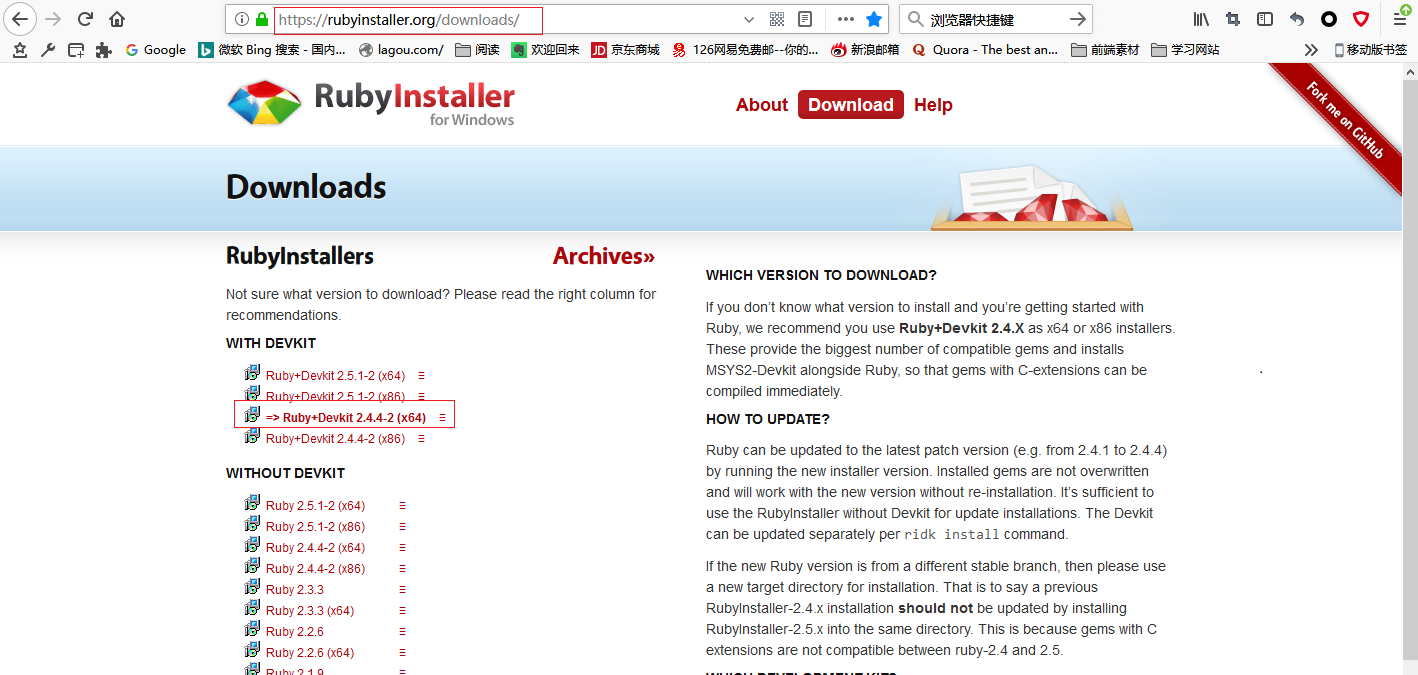 https://rubyinstaller.org/downloads/
浏览器快捷键
Google
微软 Bing 搜索 - 国内...
lagou.com/
阅读
欢迎回来
JD 京东商城
126网易免费邮--你的...
新浪邮箱
Quora - The best an...
前端素材
学习网站
移动版书签
RubyInstaller
for Windows
About Download Help
Fork me on GitHub
Downloads
RubyInstallers
Archives»
Not sure what version to download? Please read the right column for
recommendations.
WITH DEVKIT
Ruby+Devkit 2.5.1-2 (x64)
Ruby+Devkit 2.5.1-2 (x86)
=> Ruby+Devkit 2.4.4-2 (x64)
Ruby+Devkit 2.4.4-2 (x86)
WITHOUT DEVKIT
Ruby 2.5.1-2 (x64)
Ruby 2.5.1-2 (x86)
Ruby 2.4.4-2 (x64)
Ruby 2.4.4-2 (x86)
Ruby 2.3.3
Ruby 2.3.3 (x64)
Ruby 2.2.6
Ruby 2.2.6 (x64)
Ruby 2.1.9
WHICH VERSION TO DOWNLOAD?
If you don’t know what version to install and you’re getting started with
Ruby, we recommend you use Ruby+Devkit 2.4.X as x64 or x86 installers.
These provide the biggest number of compatible gems and installs
MSYS2-Devkit alongside Ruby, so that gems with C-extensions can be
compiled immediately.
HOW TO UPDATE?
Ruby can be updated to the latest patch version (e.g. from 2.4.1 to 2.4.4)
by running the new installer version. Installed gems are not overwritten
and will work with the new version without re-installation. It’s sufficient to
use the RubyInstaller without Devkit for update installations. The Devkit
can be updated separately per ridk install command.
If the new Ruby version is from a different stable branch, then please use
a new target directory for installation. That is to say a previous
RubyInstaller-2.4.x installation should not be updated by installing
RubyInstaller-2.5.x into the same directory. This is because gems with C
extensions are not compatible between ruby-2.4 and 2.5.
WHICH DEVELOPMENT KIT?